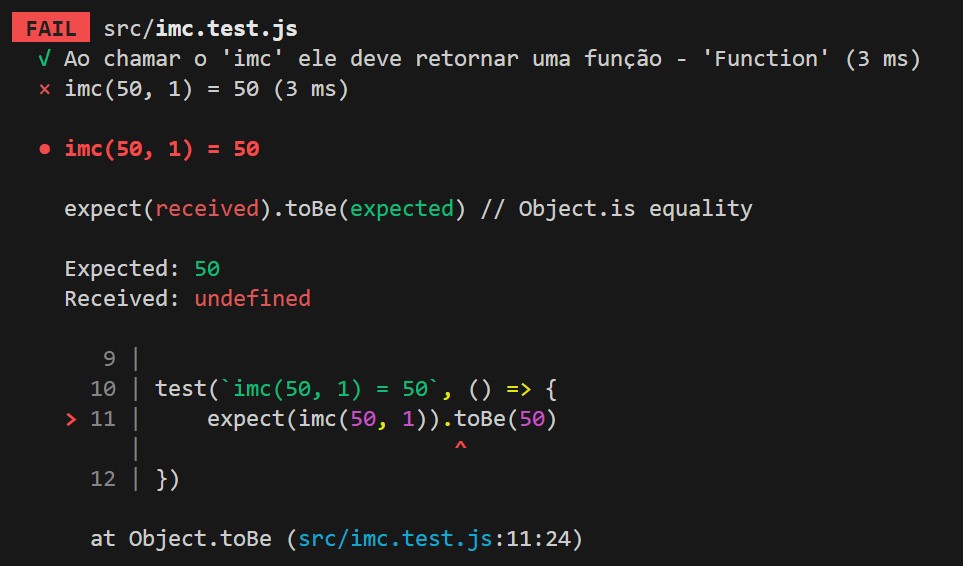 FAIL src/imc.test.js
√ Ao chamar o 'imc' ele deve retornar uma função - 'Function' (3 ms)
× imc(50, 1) = 50 (3 ms)
● imc(50, 1) = 50
expect(received).toBe(expected) // Object.is equality
Expected: 50
Received: undefined
9 |
10 | test(`imc(50, 1) = 50`, () => {
> 11 |     expect(imc(50, 1)).toBe(50)
|                         ^
12 | })
at Object.toBe (src/imc.test.js:11:24)